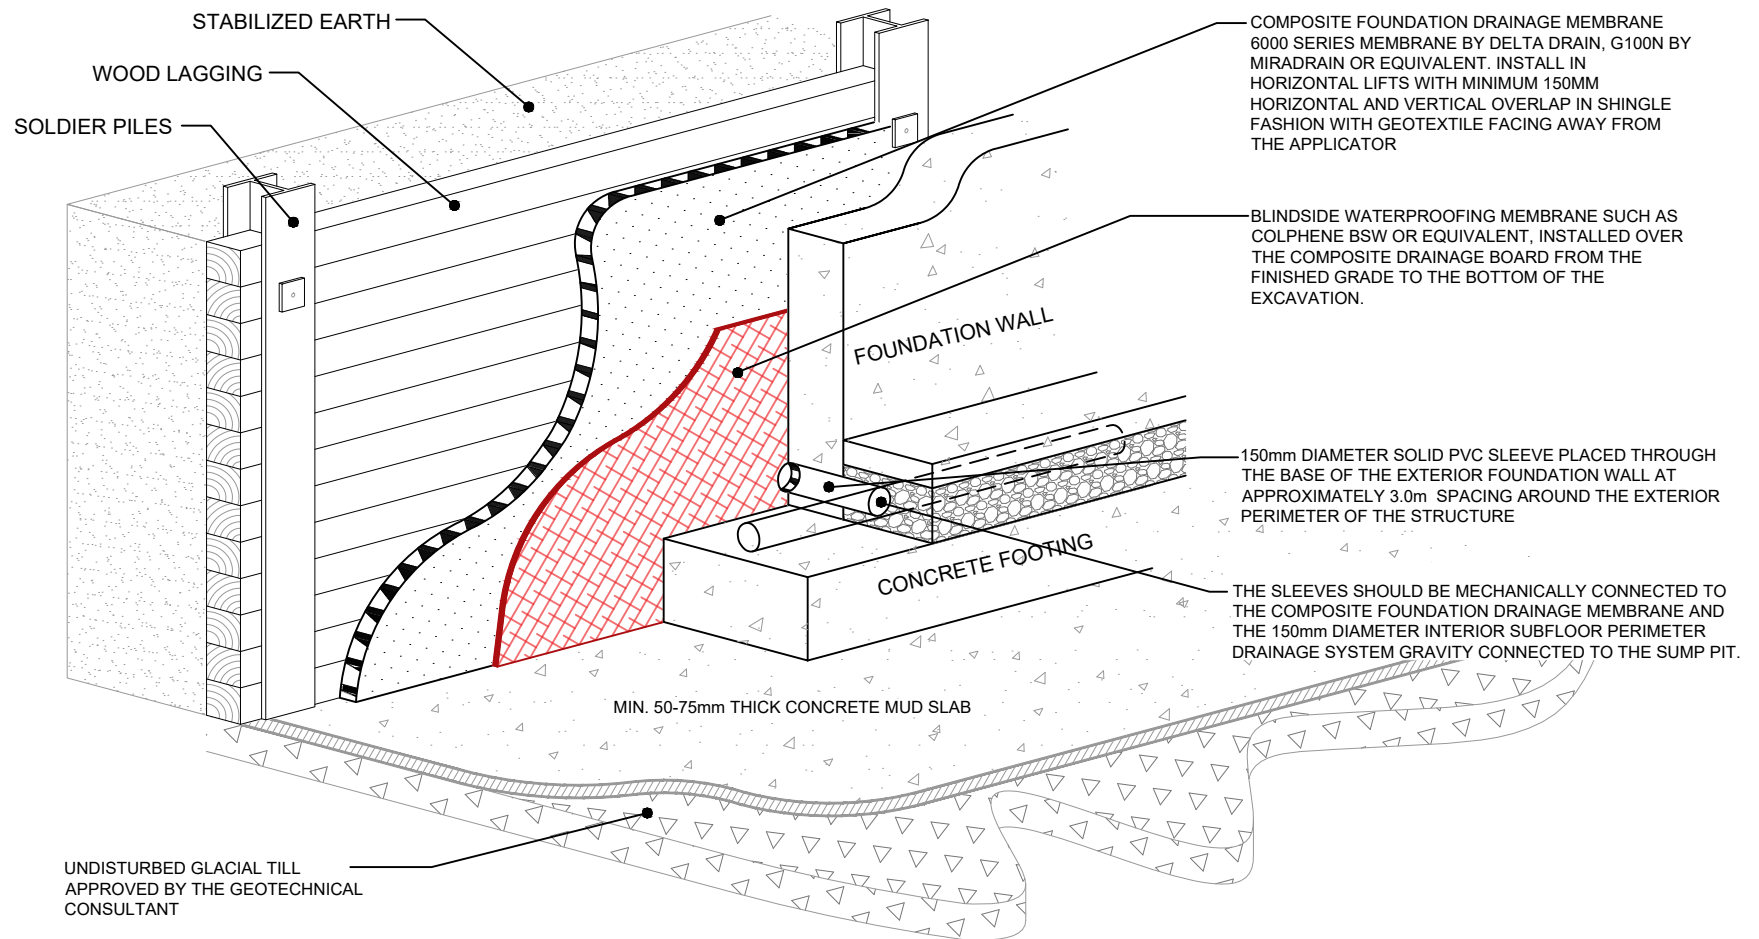 STABILIZED EARTH
WOOD LAGGING
SOLDIER PILES
COMPOSITE FOUNDATION DRAINAGE MEMBRANE
6000 SERIES MEMBRANE BY DELTA DRAIN, G100N BY
MIRADRAIN OR EQUIVALENT. INSTALL IN
HORIZONTAL LIFTS WITH MINIMUM 150MM
HORIZONTAL AND VERTICAL OVERLAP IN SHINGLE
FASHION WITH GEOTEXTILE FACING AWAY FROM
THE APPLICATOR
BLINDSIDE WATERPROOFING MEMBRANE SUCH AS
COLPHENE BSW OR EQUIVALENT, INSTALLED OVER
THE COMPOSITE DRAINAGE BOARD FROM THE
FINISHED GRADE TO THE BOTTOM OF THE
EXCAVATION.
FOUNDATION WALL
150mm DIAMETER SOLID PVC SLEEVE PLACED THROUGH
THE BASE OF THE EXTERIOR FOUNDATION WALL AT
APPROXIMATELY 3.0m SPACING AROUND THE EXTERIOR
PERIMETER OF THE STRUCTURE
CONCRETE FOOTING
THE SLEEVES SHOULD BE MECHANICALLY CONNECTED TO
THE COMPOSITE FOUNDATION DRAINAGE MEMBRANE AND
THE 150mm DIAMETER INTERIOR SUBFLOOR PERIMETER
DRAINAGE SYSTEM GRAVITY CONNECTED TO THE SUMP PIT.
MIN. 50-75mm THICK CONCRETE MUD SLAB
UNDISTURBED GLACIAL TILL
APPROVED BY THE GEOTECHNICAL
CONSULTANT